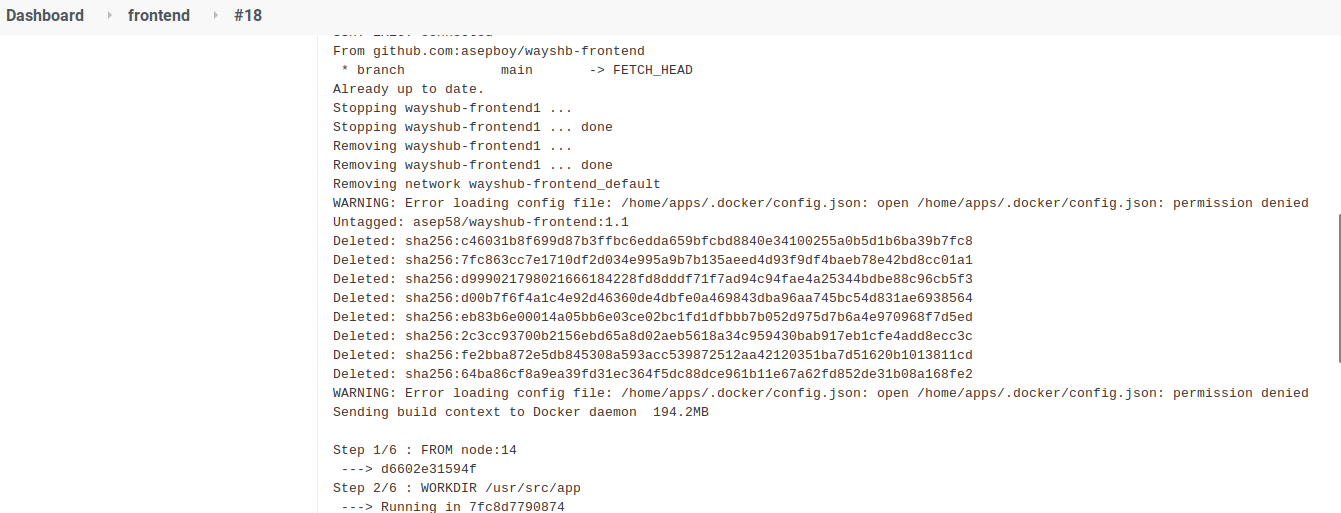 Dashboard frontend #18
From github.com:asepboy/wayshb-frontend
* branch main -> FETCH_HEAD
Already up to date.
Stopping wayshub-frontend1 ...
Stopping wayshub-frontend1 ... done
Removing wayshub-frontend1 ...
Removing wayshub-frontend1 ... done
Removing network wayshub-frontend_default
WARNING: Error loading config file: /home/apps/.docker/config.json: open /home/apps/.docker/config.json: permission denied
Untagged: asep58/wayshub-frontend:1.1
Deleted: sha256:c46031b8f699d87b3ffbc6edda659bfcbd8840e34100255a0b5d1b6ba39b7fc8
Deleted: sha256:7fc863cc7e1710df2d034e995a9b7b135aeed4d93f9df4baeb78e42bd8cc01a1
Deleted: sha256:d999021798021666184228fd8dddf71f7ad94c94fae4a25344bdbe88c96cb5f3
Deleted: sha256:d00b7f6f4a1c4e92d46360de4dbfe0a469843dba96aa745bc54d831ae6938564
Deleted: sha256:eb83b6e00014a05bb6e03ce02bc1fd1dfbbb7b052d975d7b6a4e970968f7d5ed
Deleted: sha256:2c3cc93700b2156ebd65a8d02aeb5618a34c959430bab917eb1cfe4add8ecc3c
Deleted: sha256:fe2bba872e5db845308a593acc539872512aa42120351ba7d51620b1013811cd
Deleted: sha256:64ba86cf8a9ea39fd31ec364f5dc88dce961b11e67a62fd852de31b08a168fe2
WARNING: Error loading config file: /home/apps/.docker/config.json: open /home/apps/.docker/config.json: permission denied
Sending build context to Docker daemon 194.2MB
Step 1/6 : FROM node:14
---> d6602e31594f
Step 2/6 : WORKDIR /usr/src/app
---> Running in 7fc8d7790874